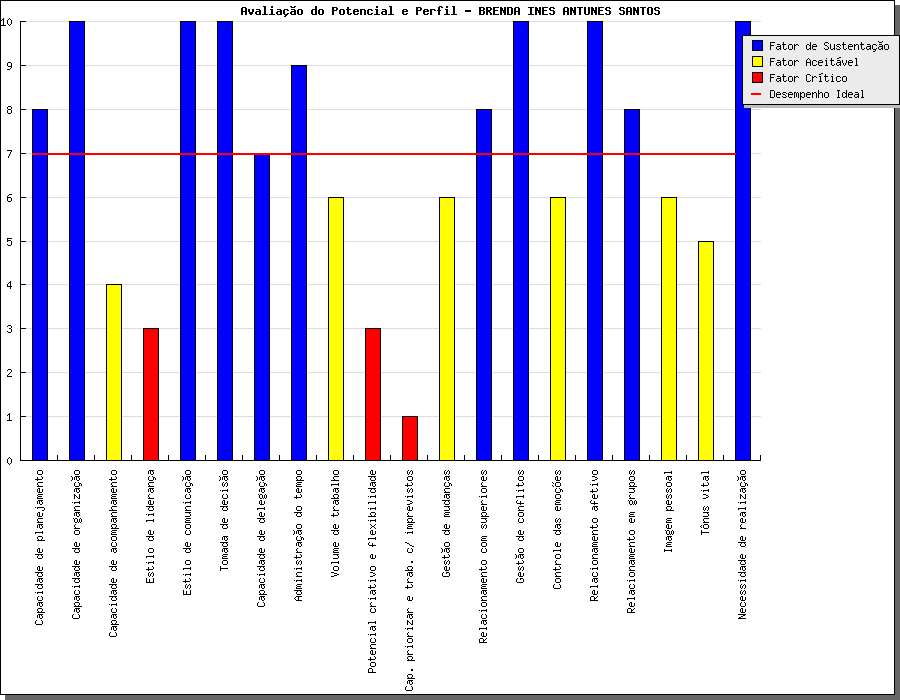 Avaliação do Potencial e Perfil - BRENDA INES ANTUNES SANTOS
10
9
8
7
6
5
4
3
2
1
0
Fator de Sustentação
Fator Aceitável
Fator Crítico
Desempenho Ideal
Capacidade de planejamento
Capacidade de organização
Capacidade de acompanhamento
Estilo de liderança
Estilo de comunicação
Tomada de decisão
Capacidade de delegação
Administração do tempo
Volume de trabalho
Potencial criativo e flexibilidade
Cap. priorizar e trab. c/ imprevistos
Gestão de mudanças
Relacionamento com superiores
Gestão de conflitos
Controle das emoções
Relacionamento afetivo
Relacionamento em grupos
Imagem pessoal
Tônus vital
Necessidade de realização